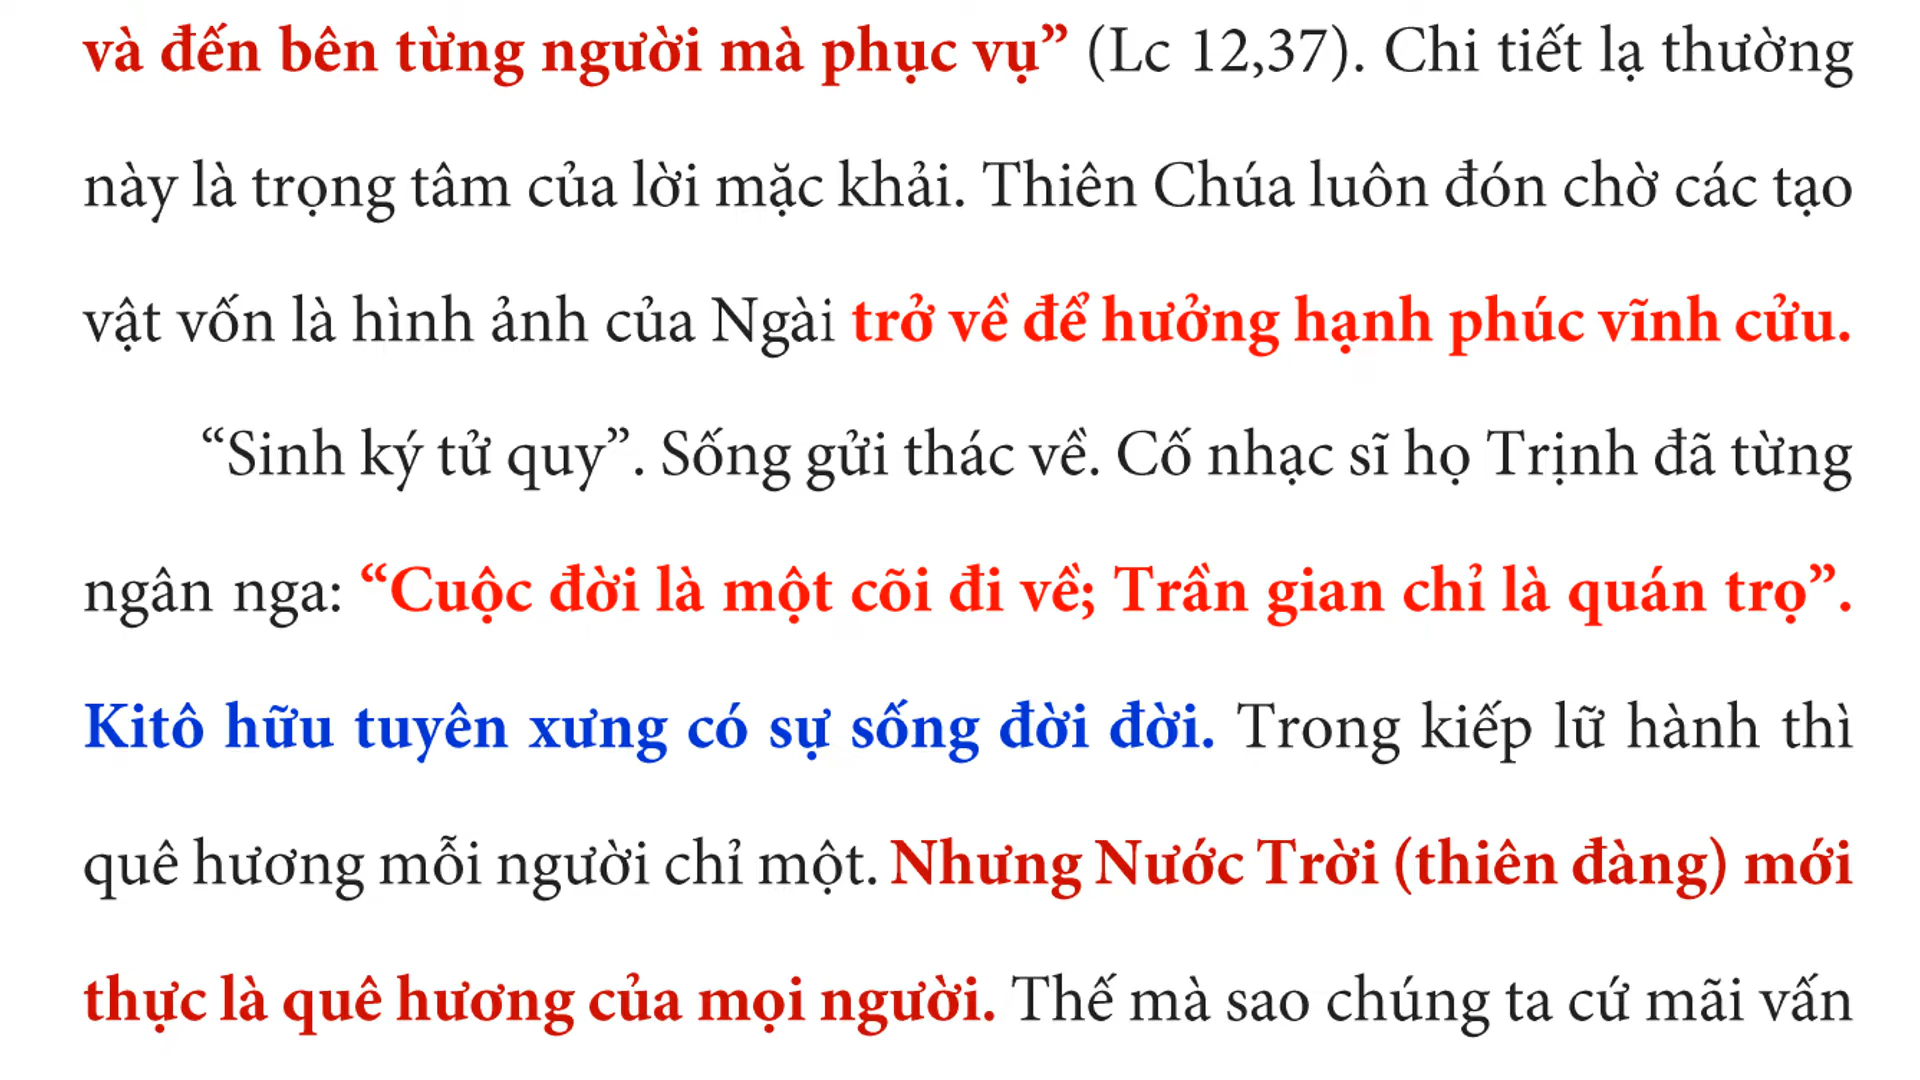 và đến bên từng người mà phục vụ” (Lc 12,37). Chi tiết lạ thường
này là trọng tâm của lời mặc khải. Thiên Chúa luôn đón chờ các tạo
vật vốn là hình ảnh của Ngài trở về để hưởng hạnh phúc vĩnh cửu.
“Sinh ký tử quy”. Sống gửi thác về. Cố nhạc sĩ họ Trịnh đã từng
ngân nga: “Cuộc đời là một cõi đi về; Trần gian chỉ là quán trọ”.
Kitô hữu tuyên xưng có sự sống đời đời. Trong kiếp lữ hành thì
quê hương mỗi người chỉ một. Nhưng Nước Trời (thiên đàng) mới
thực là quê hương của mọi người. Thế mà sao chúng ta cứ mãi vấn